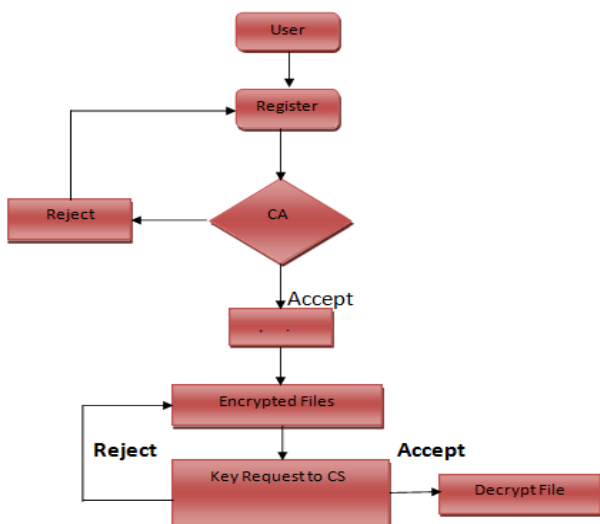 User
Register
Reject
CA
Accept
Encrypted Files
Reject
Accept
Key Request to CS
Decrypt File